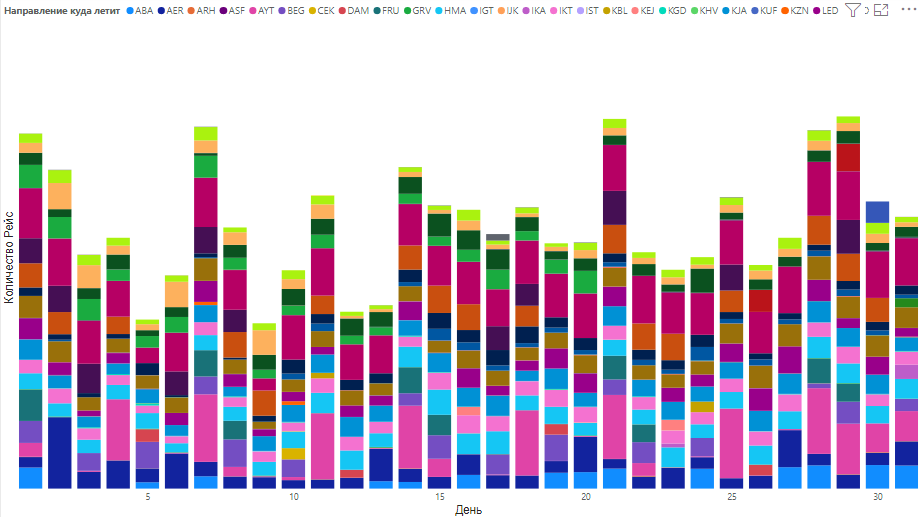 Направление куда летит ABA AER ARH ASF AYT BEG CEK DAM FRU GRV HMA IGT IJK IKA IKT IST KBL KEJ KGD KHV KJA KUF KZN LED
Количество Рейс
5 10 15 20 25 30
День